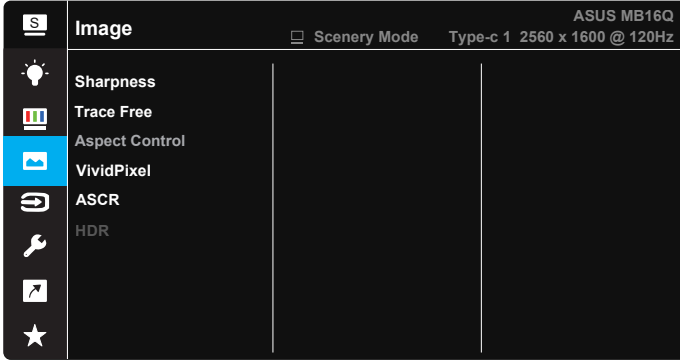 S
ASUS MB16Q
Image
Scenery Mode Type-c 1 2560 x 1600 @ 120Hz
Sharpness
Trace Free
Aspect Control
VividPixel
ASCR
HDR